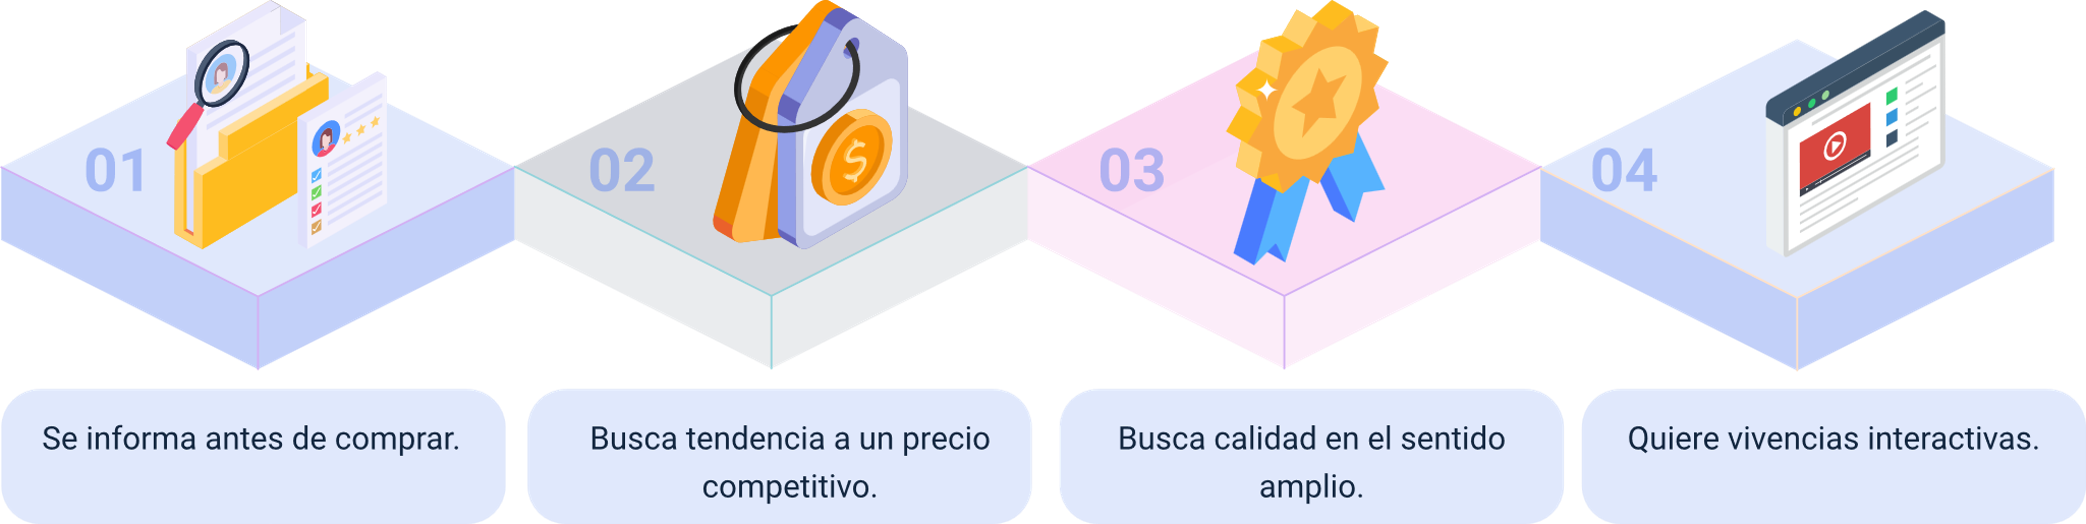 01
02
03
04
$
Se informa antes de comprar.
Busca tendencia a un precio
competitivo.
Busca calidad en el sentido
amplio.
Quiere vivencias interactivas.